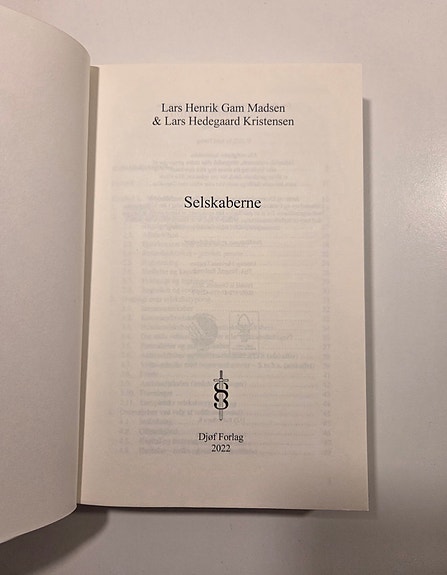 Lars Henrik Gam Madsen
& Lars Hedegaard Kristensen
Selskaberne
Djøf Forlag
2022